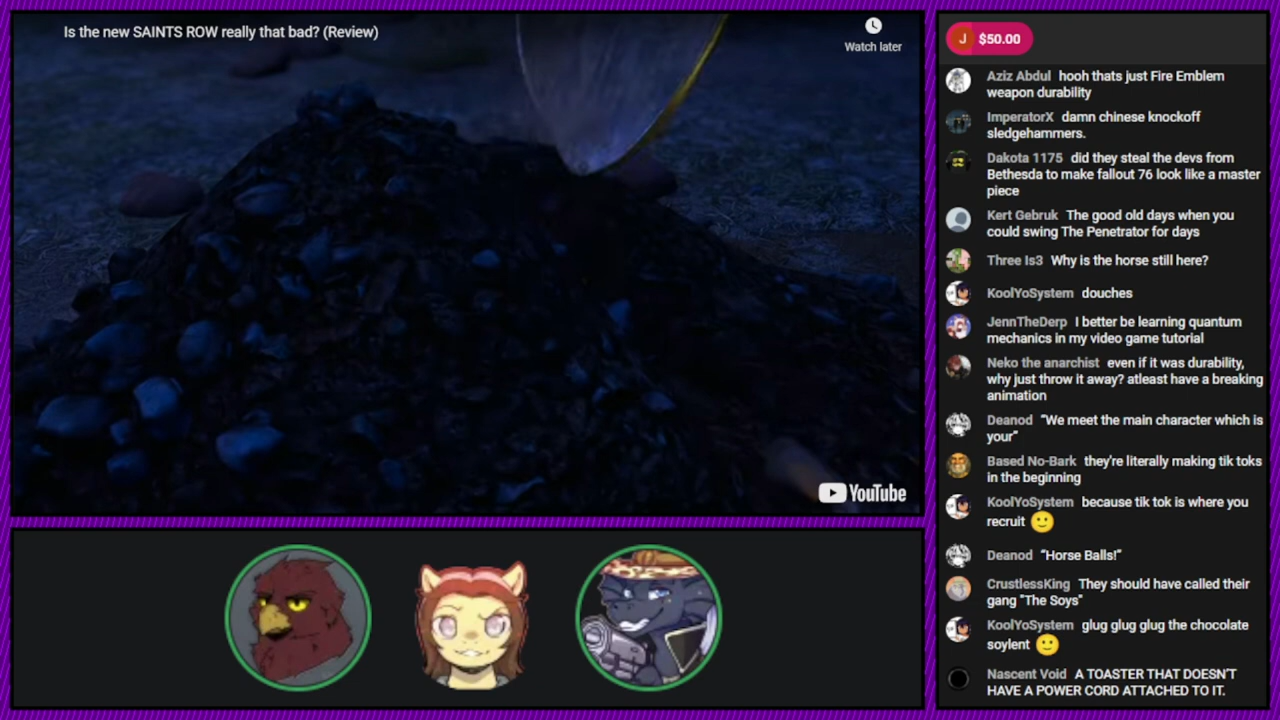 Is the new SAINTS ROW really that bad? (Review)
Watch later
YouTube
J $50.00
Aziz Abdul hooh thats just Fire Emblem
weapon durability
ImperatorX damn chinese knockoff
sledgehammers.
Dakota 1175 did they steal the devs from
Bethesda to make fallout 76 look like a master
piece
Kert Gebruk The good old days when you
could swing The Penetrator for days
Three Is3 Why is the horse still here?
KoolYoSystem douches
JennTheDerp I better be learning quantum
mechanics in my video game tutorial
Neko the anarchist even if it was durability,
why just throw it away? atleast have a breaking
animation
Deanod “We meet the main character which is
your”
Based No-Bark they're literally making tik toks
in the beginning
KoolYoSystem because tik tok is where you
recruit 🙂
Deanod “Horse Balls!”
CrustlessKing They should have called their
gang "The Soys"
KoolYoSystem glug glug glug the chocolate
soylent 🙂
Nascent Void A TOASTER THAT DOESN'T
HAVE A POWER CORD ATTACHED TO IT.